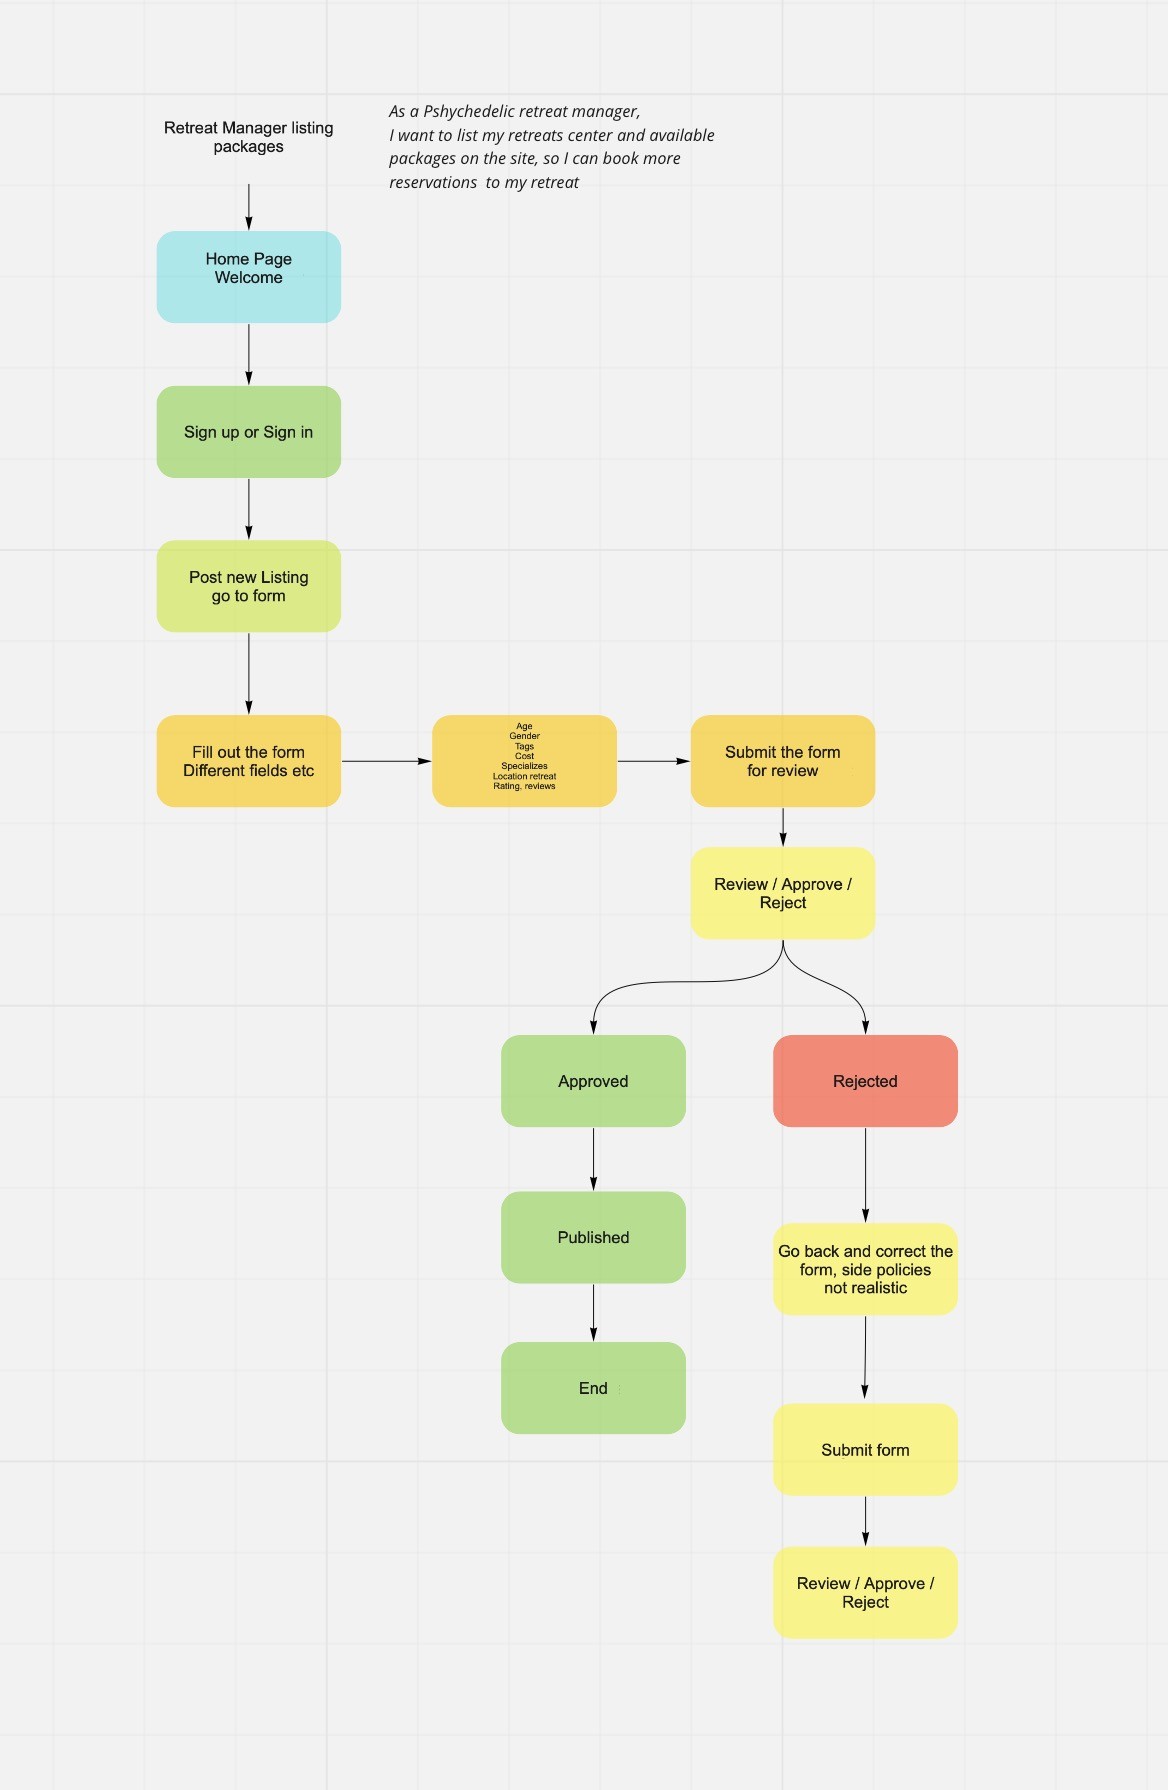 Retreat Manager listing
packages
As a Pshychedelic retreat manager,
I want to list my retreats center and available
packages on the site, so I can book more
reservations  to my retreat
Home Page
Welcome
Sign up or Sign in
Post new Listing
go to form
Fill out the form
Different fields etc
Age
Gender
Tags
Cost
Specializes
Location retreat
Rating, reviews
Submit the form
for review
Review / Approve /
Reject
Approved
Rejected
Published
Go back and correct the
form, side policies
not realistic
End
Submit form
Review / Approve /
Reject